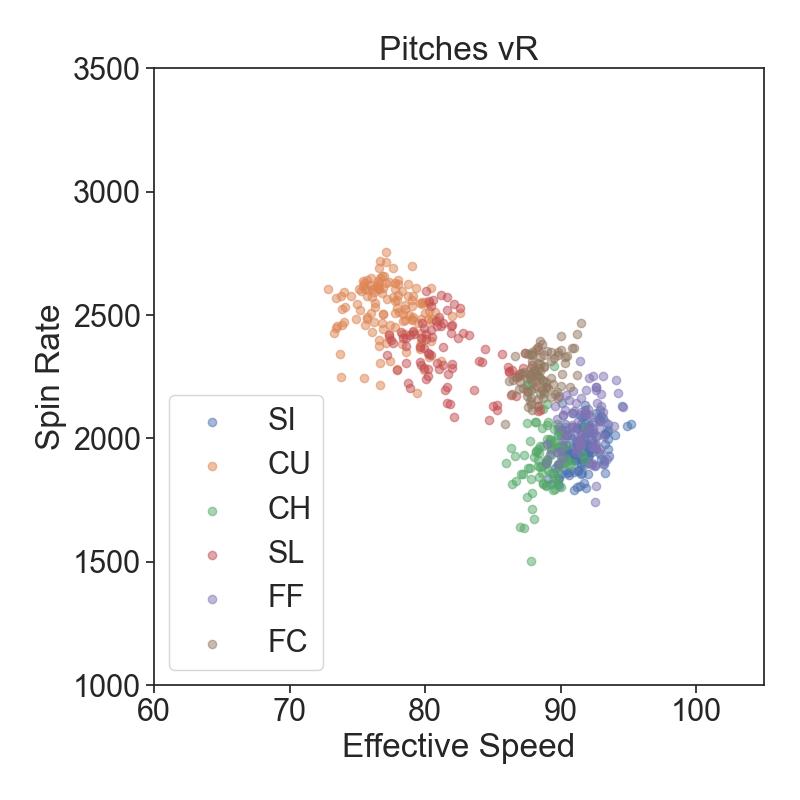 Pitches vR
3500
3000
2500
2000
1500
1000
Spin Rate
SI
CU
CH
SL
FF
FC
60 70 80 90 100
Effective Speed